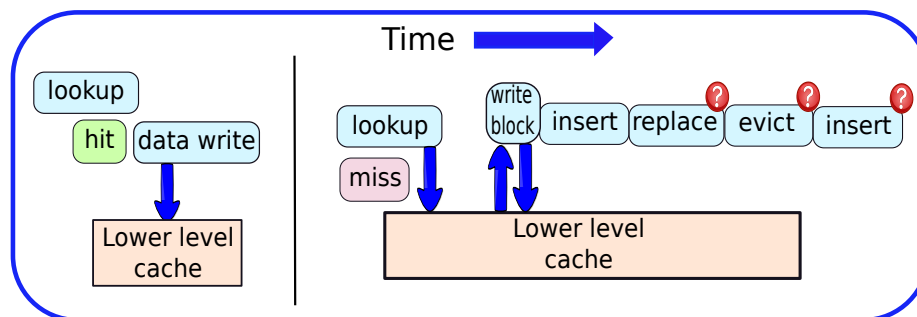 Time
lookup
hit
data write
Lower level
cache
lookup
miss
write
block
insert
replace
?
evict
?
insert
?
Lower level
cache